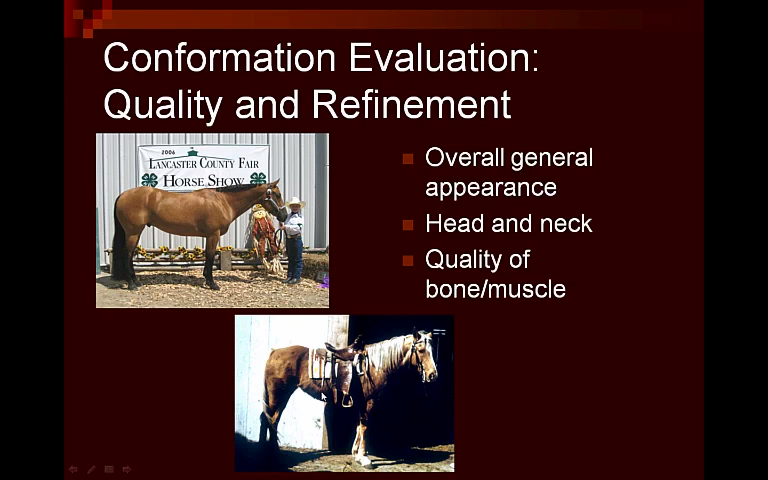 Conformation Evaluation:
Quality and Refinement
2006
LANCASTER COUNTY FAIR
HORSE SHOW
Overall general
appearance
Head and neck
Quality of
bone/muscle